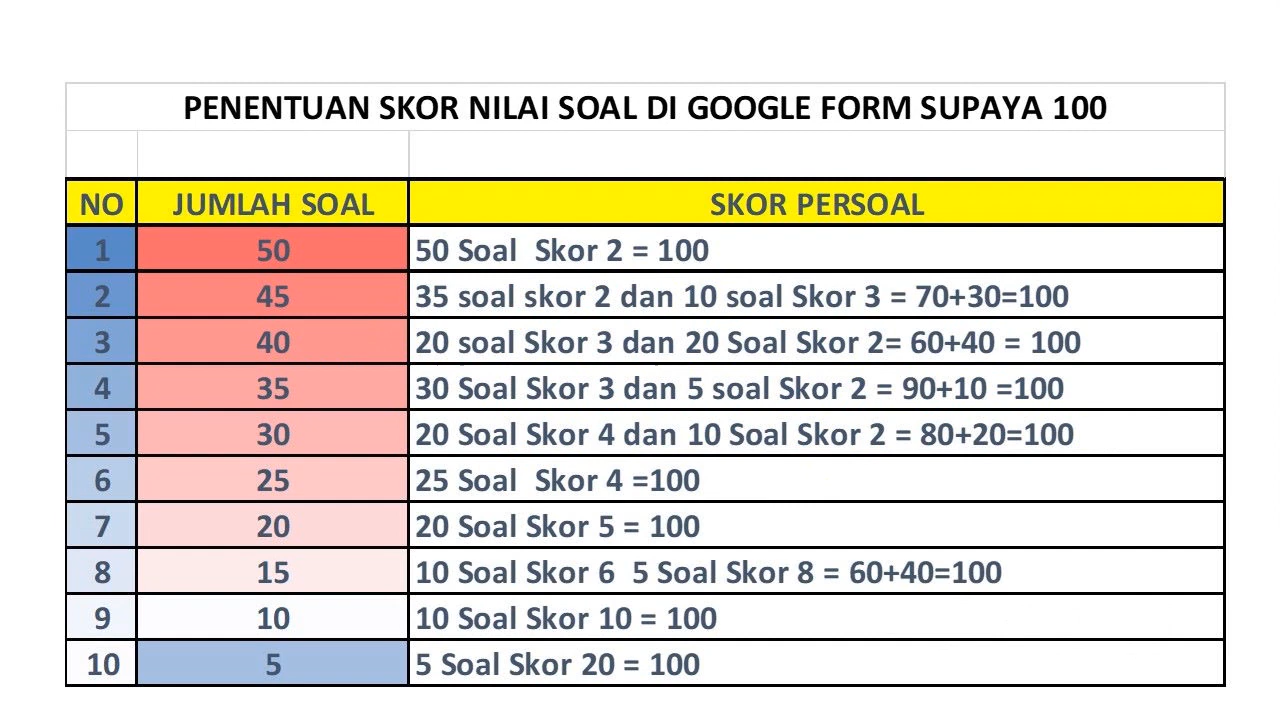 PENENTUAN SKOR NILAI SOAL DI GOOGLE FORM SUPAYA 100
NO JUMLAH SOAL SKOR PERSOAL
1 50 50 Soal  Skor 2 = 100
2 45 35 soal skor 2 dan 10 soal Skor 3 = 70+30=100
3 40 20 soal Skor 3 dan 20 Soal Skor 2= 60+40 = 100
4 35 30 Soal Skor 3 dan 5 soal Skor 2 = 90+10 =100
5 30 20 Soal Skor 4 dan 10 Soal Skor 2 = 80+20=100
6 25 25 Soal  Skor 4 =100
7 20 20 Soal Skor 5 = 100
8 15 10 Soal Skor 6  5 Soal Skor 8 = 60+40=100
9 10 10 Soal Skor 10 = 100
10 5 5 Soal Skor 20 = 100